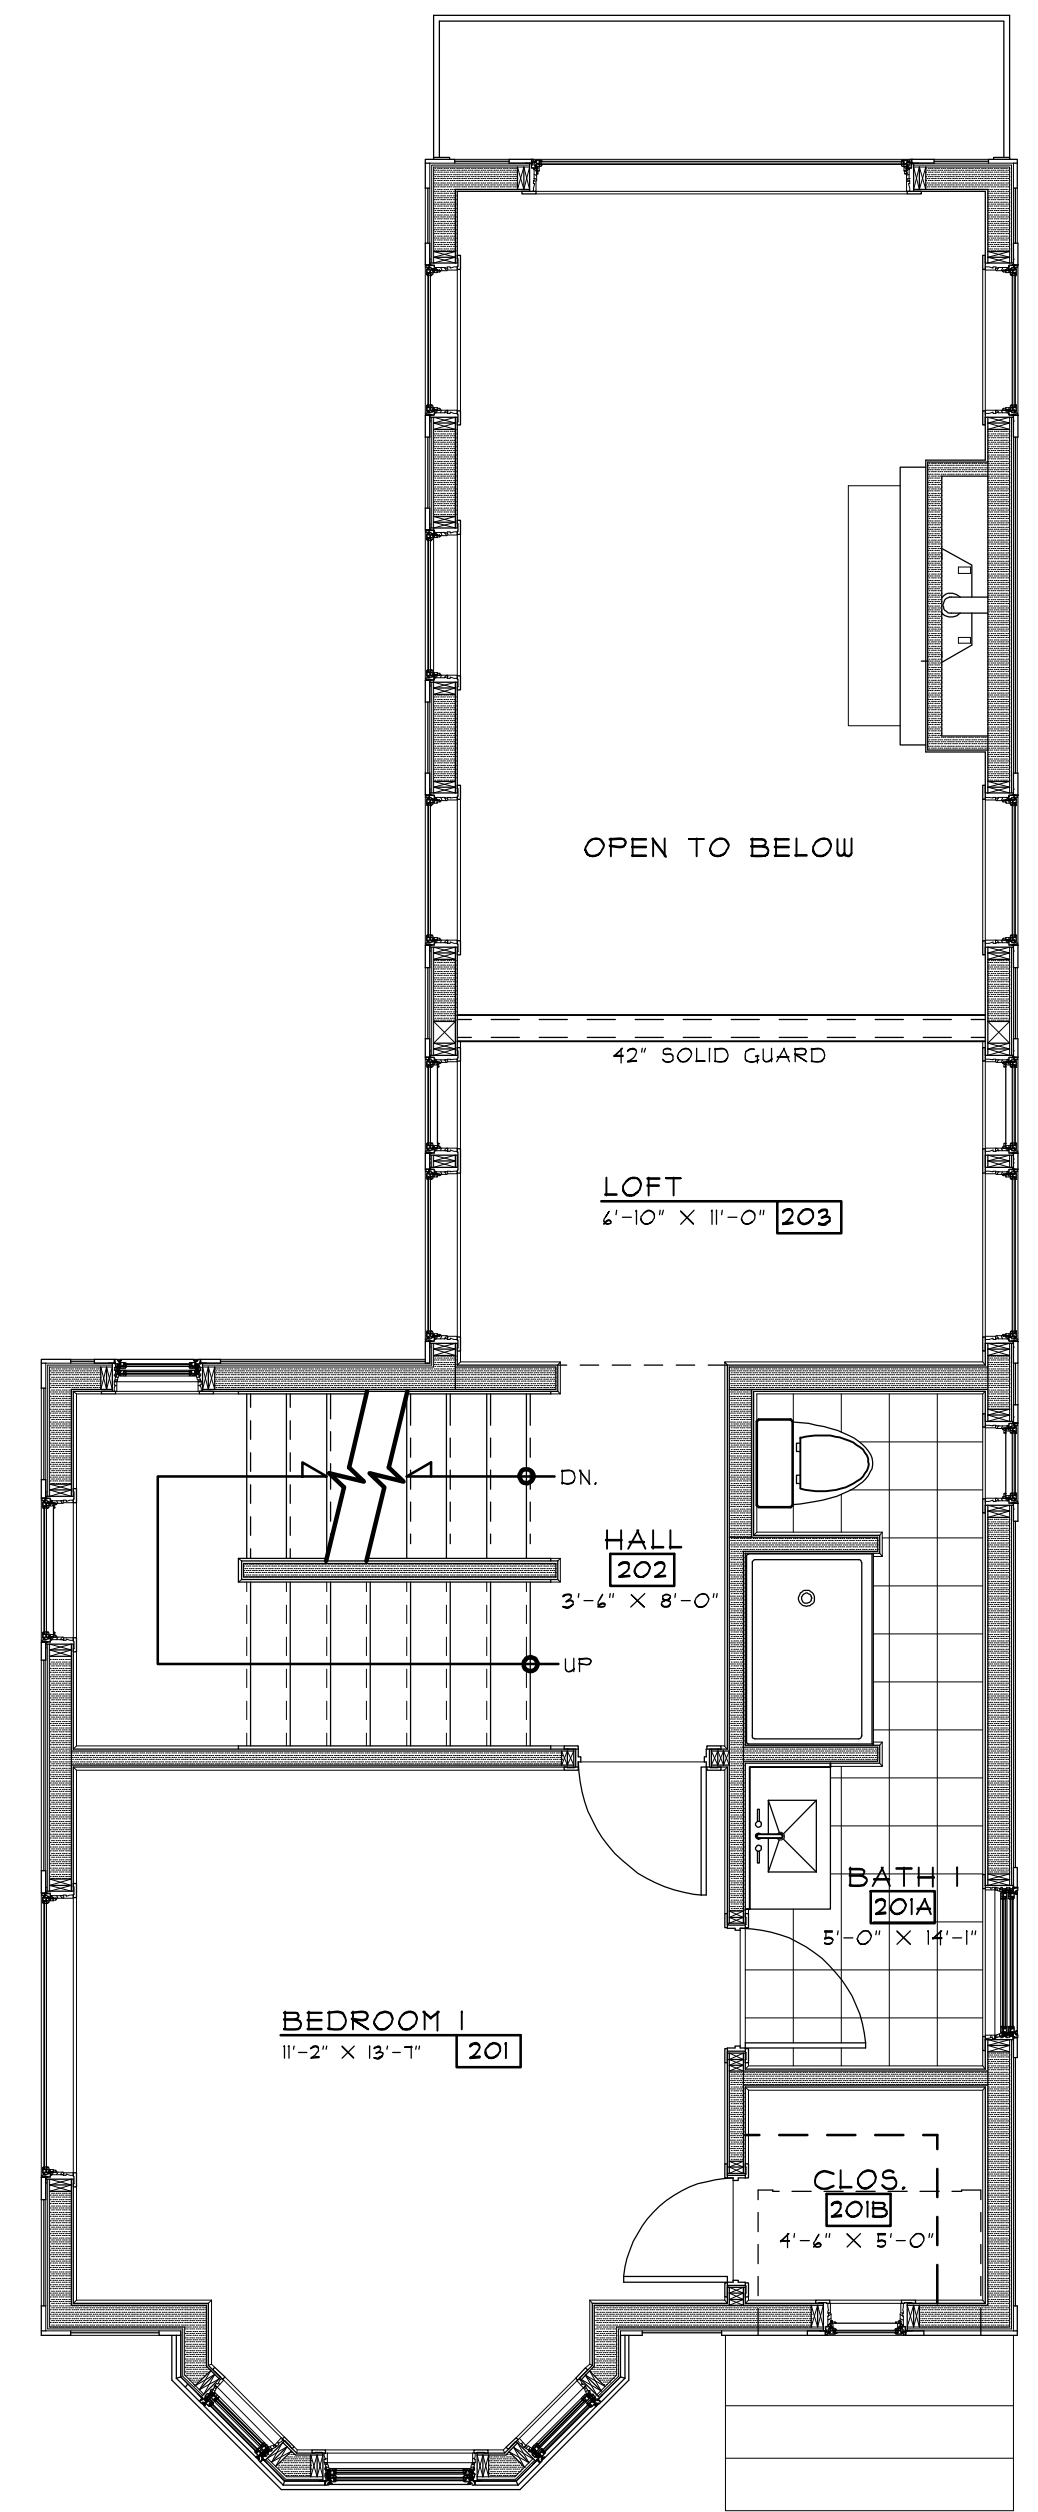 OPEN TO BELOW
42" SOLID GUARD
LOFT
6'-10" X 11'-0" 203
DN.
HALL
202
3'-6" X 8'-0"
UP
BATH 1
201A
5'-0" X 14'-1"
BEDROOM 1
11'-2" X 13'-7" 201
CLOS.
201B
4'-6" X 5'-0"